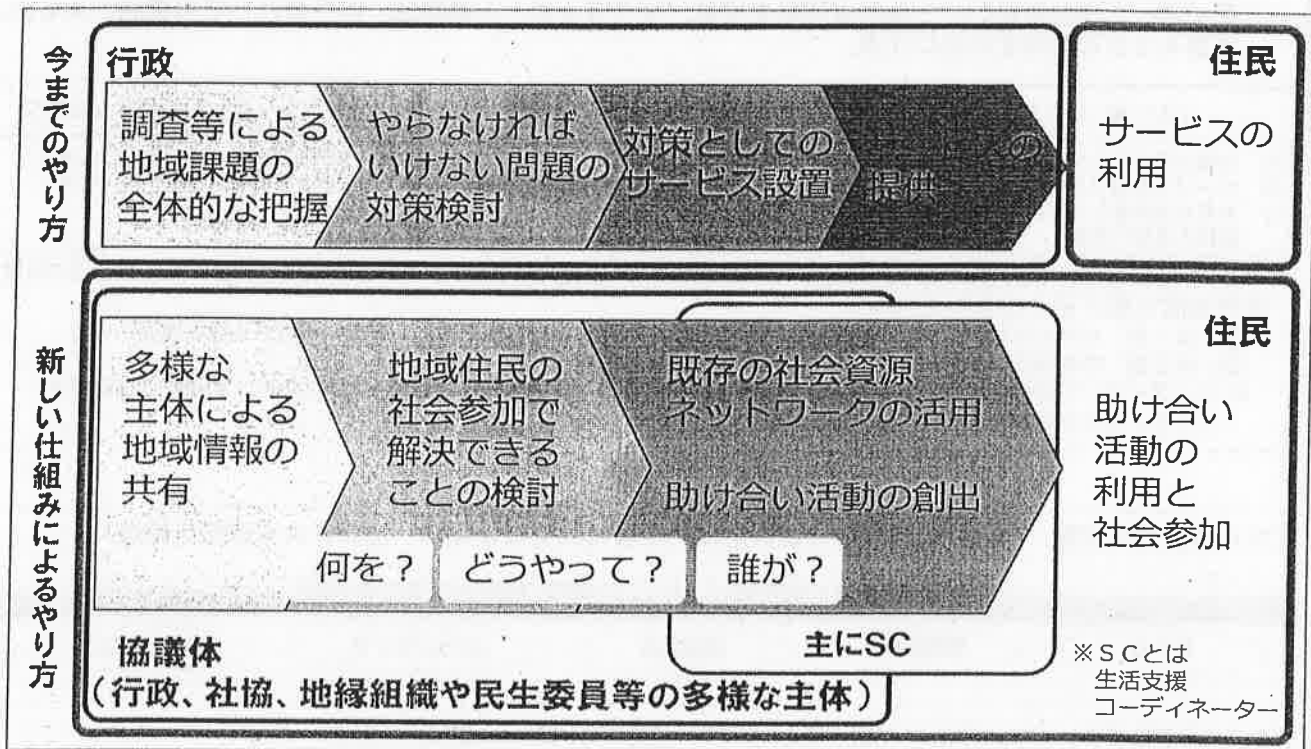 今までのやり方
行政
調査等による
地域課題の
全体的な把握
やらなければ
いけない問題の
対策検討
対策としての
サービス設置
の
提供
住民
サービスの
利用
新しい仕組みによるやり方
多様な
主体による
地域情報の
共有
地域住民の
社会参加で
解決できる
ことの検討
既存の社会資源
ネットワークの活用
助け合い活動の創出
何を?
どうやって?
誰が?
主にSC
協議体
(行政、社協、地縁組織や民生委員等の多様な主体)
住民
助け合い
活動の
利用と
社会参加
※SCとは
生活支援
コーディネーター